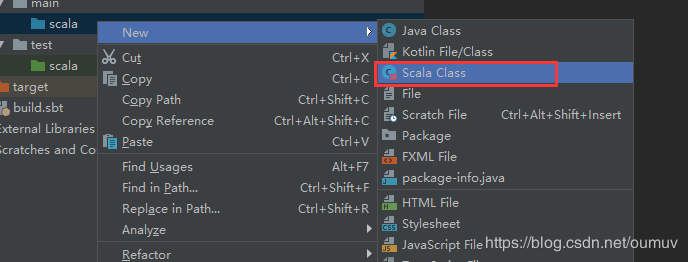 main
scala
test
scala
target
build.sbt
External Libraries
Scratches and Co
New
Cut Ctrl+X
Copy Ctrl+C
Copy Path Ctrl+Shift+C
Copy Reference Ctrl+Alt+Shift+C
Paste Ctrl+V
Find Usages Alt+F7
Find in Path... Ctrl+Shift+F
Replace in Path... Ctrl+Shift+R
Analyze
Refactor
Java Class
Kotlin File/Class
Scala Class
File
Scratch File Ctrl+Alt+Shift+Insert
Package
FXML File
package-info.java
HTML File
Stylesheet
JavaScript File
https://blog.csdn.net/oumuv